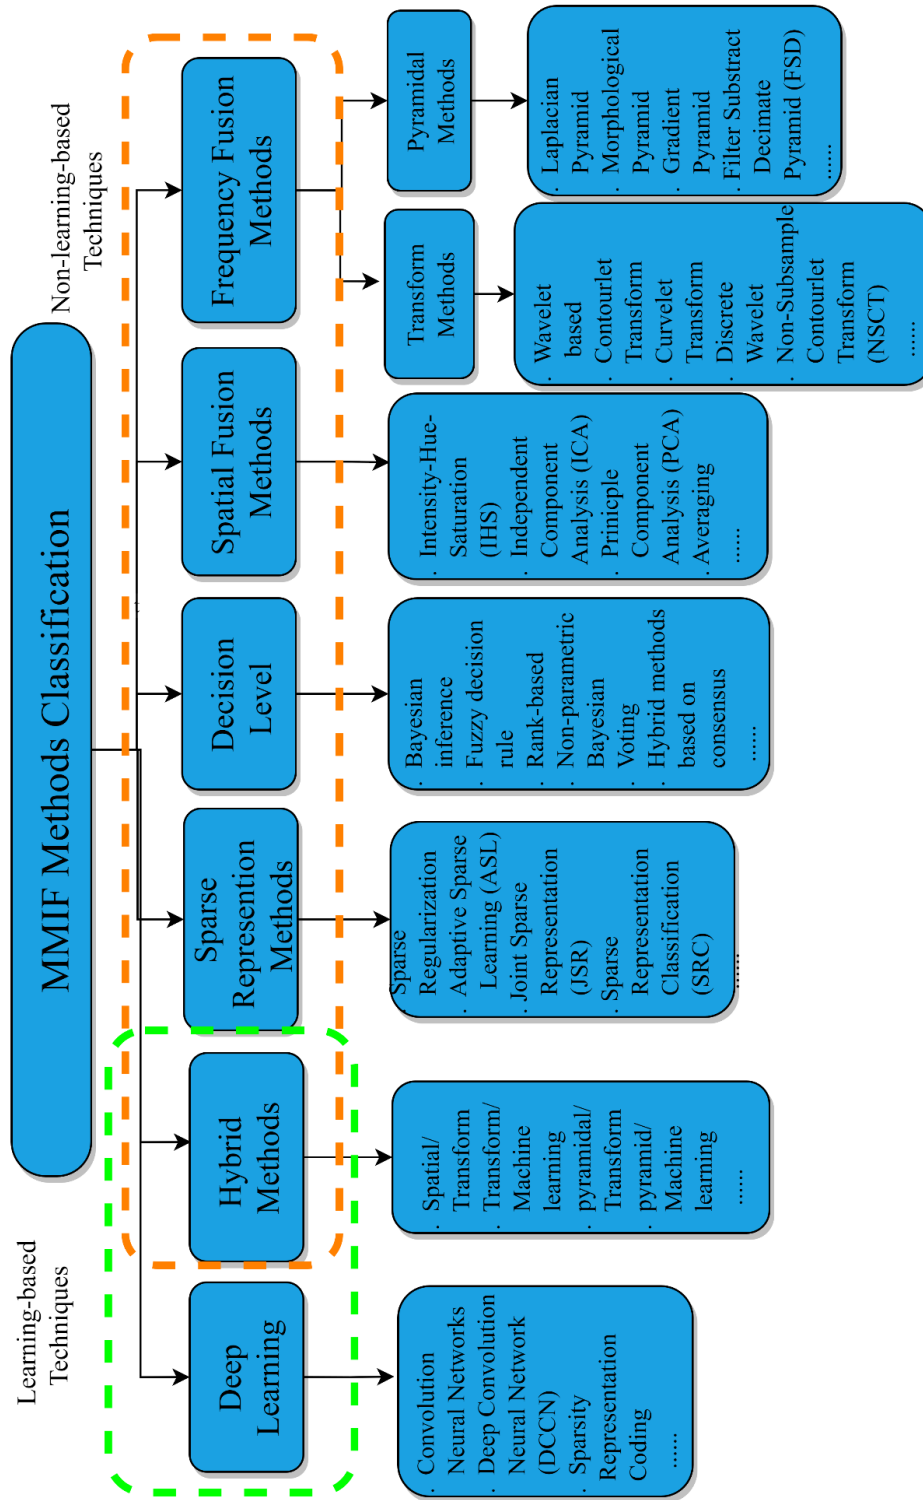 MMIF Methods Classification
Learning-based
Techniques
Non-learning-based
Techniques
Deep
Learning
Hybrid
Methods
Sparse
Represention
Methods
Decision
Level
Spatial Fusion
Methods
Frequency Fusion
Methods
Transform
Methods
Pyramidal
Methods
· Convolution
Neural Networks
· Deep Convolution
Neural Network
(DCCN)
· Sparsity
Representation
Coding
......
· Spatial/
Transform
· Transform/
Machine
learning
· pyramidal/
Transform
· pyramid/
Machine
learning
......
· Sparse
Regularization
· Adaptive Sparse
Learning (ASL)
· Joint Sparse
Representation
(JSR)
· Sparse
Representation
Classification
(SRC)
......
· Bayesian
inference
· Fuzzy decision
rule
· Rank-based
· Non-parametric
Bayesian
· Voting
· Hybrid methods
based on
consensus
......
· Intensity-Hue-
Saturation
(IHS)
· Independent
Component
Analysis (ICA)
· Prinicple
Component
Analysis (PCA)
· Averaging
......
· Wavelet
based
· Contourlet
Transform
· Curvelet
Transform
· Discrete
Wavelet
· Non-Subsample
Contourlet
Transform
(NSCT)
......
· Laplacian
Pyramid
· Morphological
Pyramid
· Gradient
Pyramid
· Filter Substract
Decimate
Pyramid (FSD)
......